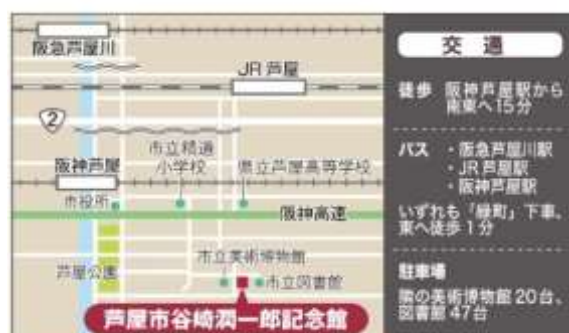 阪急芦屋川
JR 芦屋
2
阪神芦屋
市立精道
小学校
県立芦屋高等学校
市役所
阪神高速
芦屋公園
市立美術博物館
市立図書館
芦屋市谷崎潤一郎記念館
交 通
徒歩 阪神芦屋駅から
南東へ15分
バス ・阪急芦屋川駅
・JR芦屋駅
・阪神芦屋駅
いずれも「緑町」下車、
東へ徒歩1分
駐車場
隣の美術博物館20台、
図書館47台